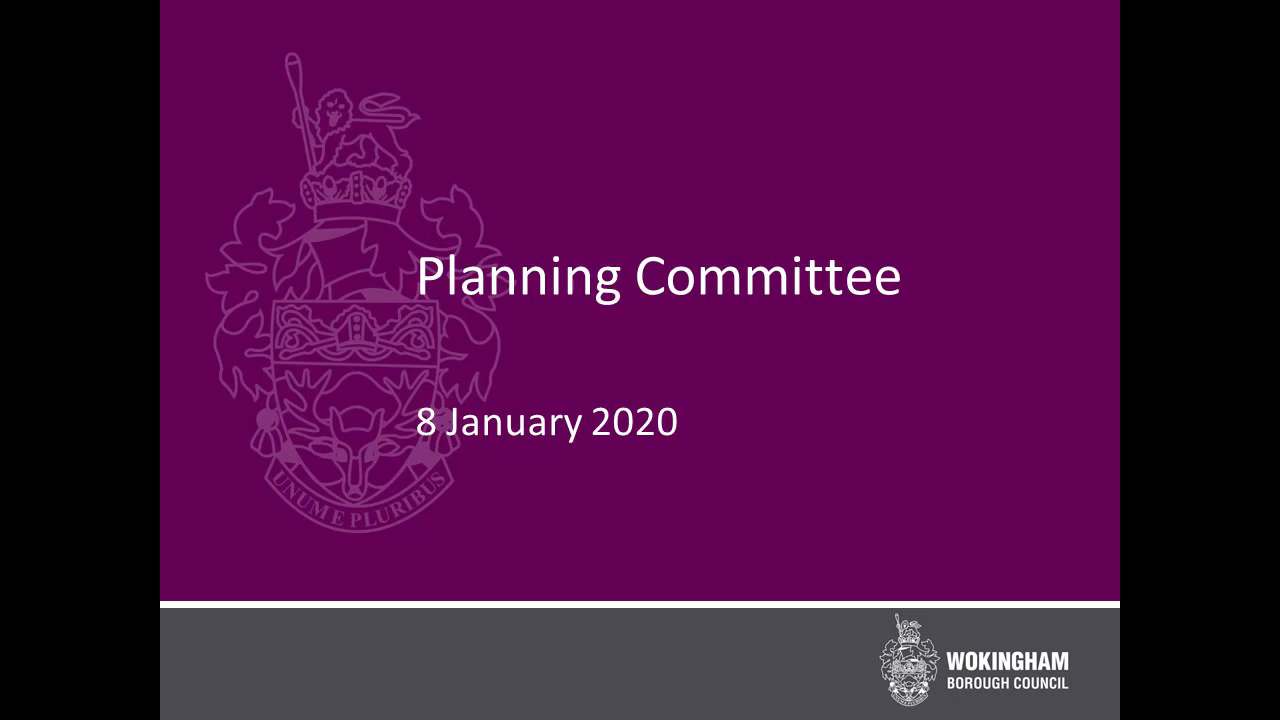 Planning Committee
8 January 2020
UNUM E PLURIBUS
WOKINGHAM
BOROUGH COUNCIL